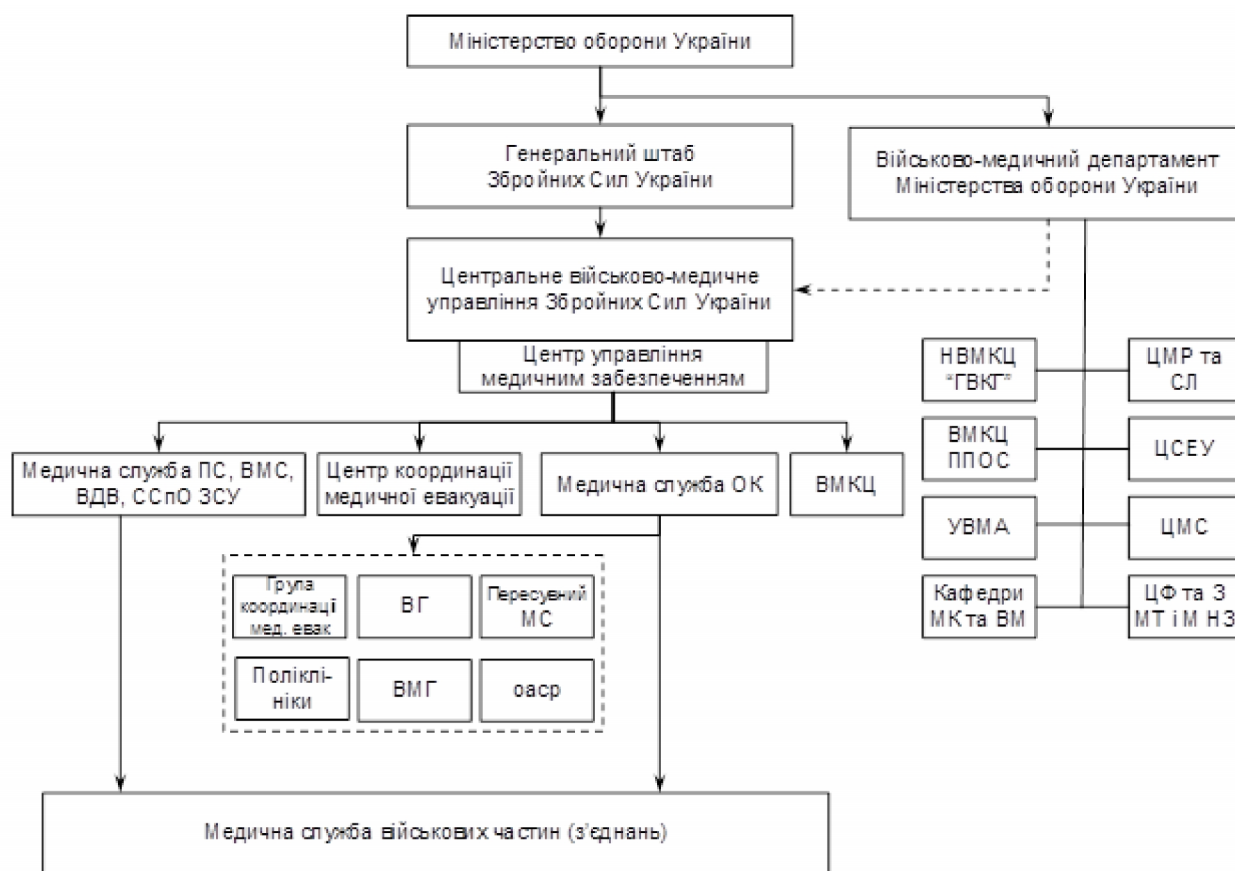 Міністерство оборони України
Генеральний штаб
Збройних Сил України
Військово-медичний департамент
Міністерства оборони України
Центральне військово-медичне
управління Збройних Сил України
Центр управління
медичним забезпеченням
НВМКЦ
“ГВКГ”
ЦМР та
СЛ
ВМКЦ
ППОС
ЦСЕУ
УВМА
ЦМС
Кафедри
МК та ВМ
ЦФ та З
МТ і М НЗ
Медична служба ПС, ВМС,
ВДВ, ССпО ЗСУ
Центр координації
медичної евакуації
Медична служба ОК
ВМКЦ
Група
координації
мед. евак
ВГ
Пересувний
МС
Поліклі-
ніки
ВМГ
оаср
Медична служба військових частин (з’єднань)